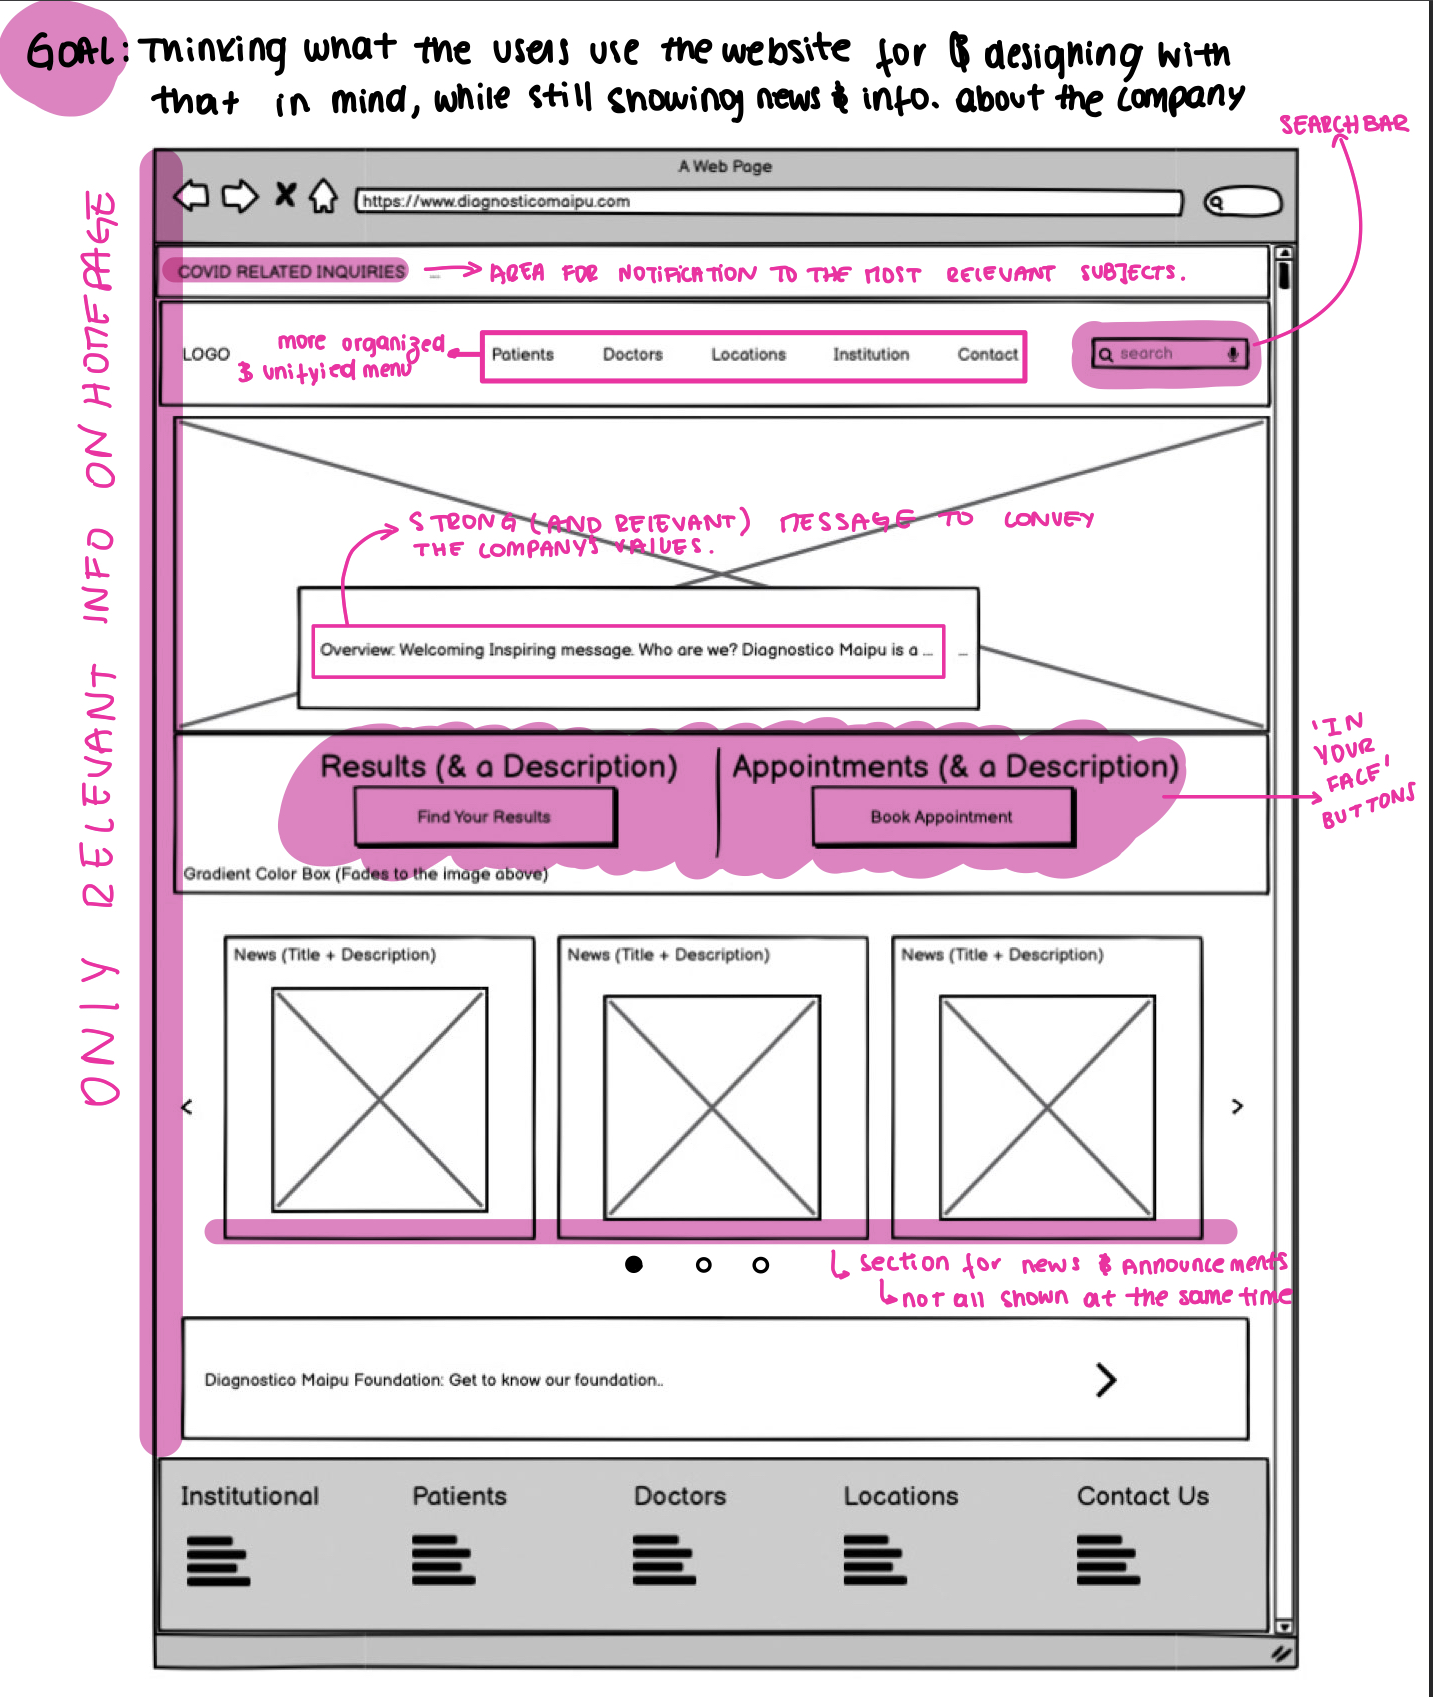 GOAL: Thinking what the users use the website for & designing with
that in mind, while still showing news & info. about the company
SEARCH BAR
A Web Page
https://www.diagnosticomaipu.com
COVID RELATED INQUIRIES ... AREA FOR NOTIFICATION TO THE MOST RELEVANT SUBJECTS.
LOGO
more organized
& unifyied menu
Patients Doctors Locations Institution Contact
search
ONLY RELEVANT INFO ON HOMEPAGE
STRONG (AND RELEVANT) MESSAGE TO CONVEY
THE COMPANY'S VALUES.
Overview: Welcoming Inspiring message. Who are we? Diagnostico Maipu is a ... ...
Results (& a Description) Appointments (& a Description)
Find Your Results Book Appointment
'IN
YOUR
FACE'
BUTTONS
Gradient Color Box (Fades to the image above)
News (Title + Description) News (Title + Description) News (Title + Description)
< >
section for news & Announcements
not all shown at the same time
Diagnostico Maipu Foundation: Get to know our foundation..
Institutional Patients Doctors Locations Contact Us